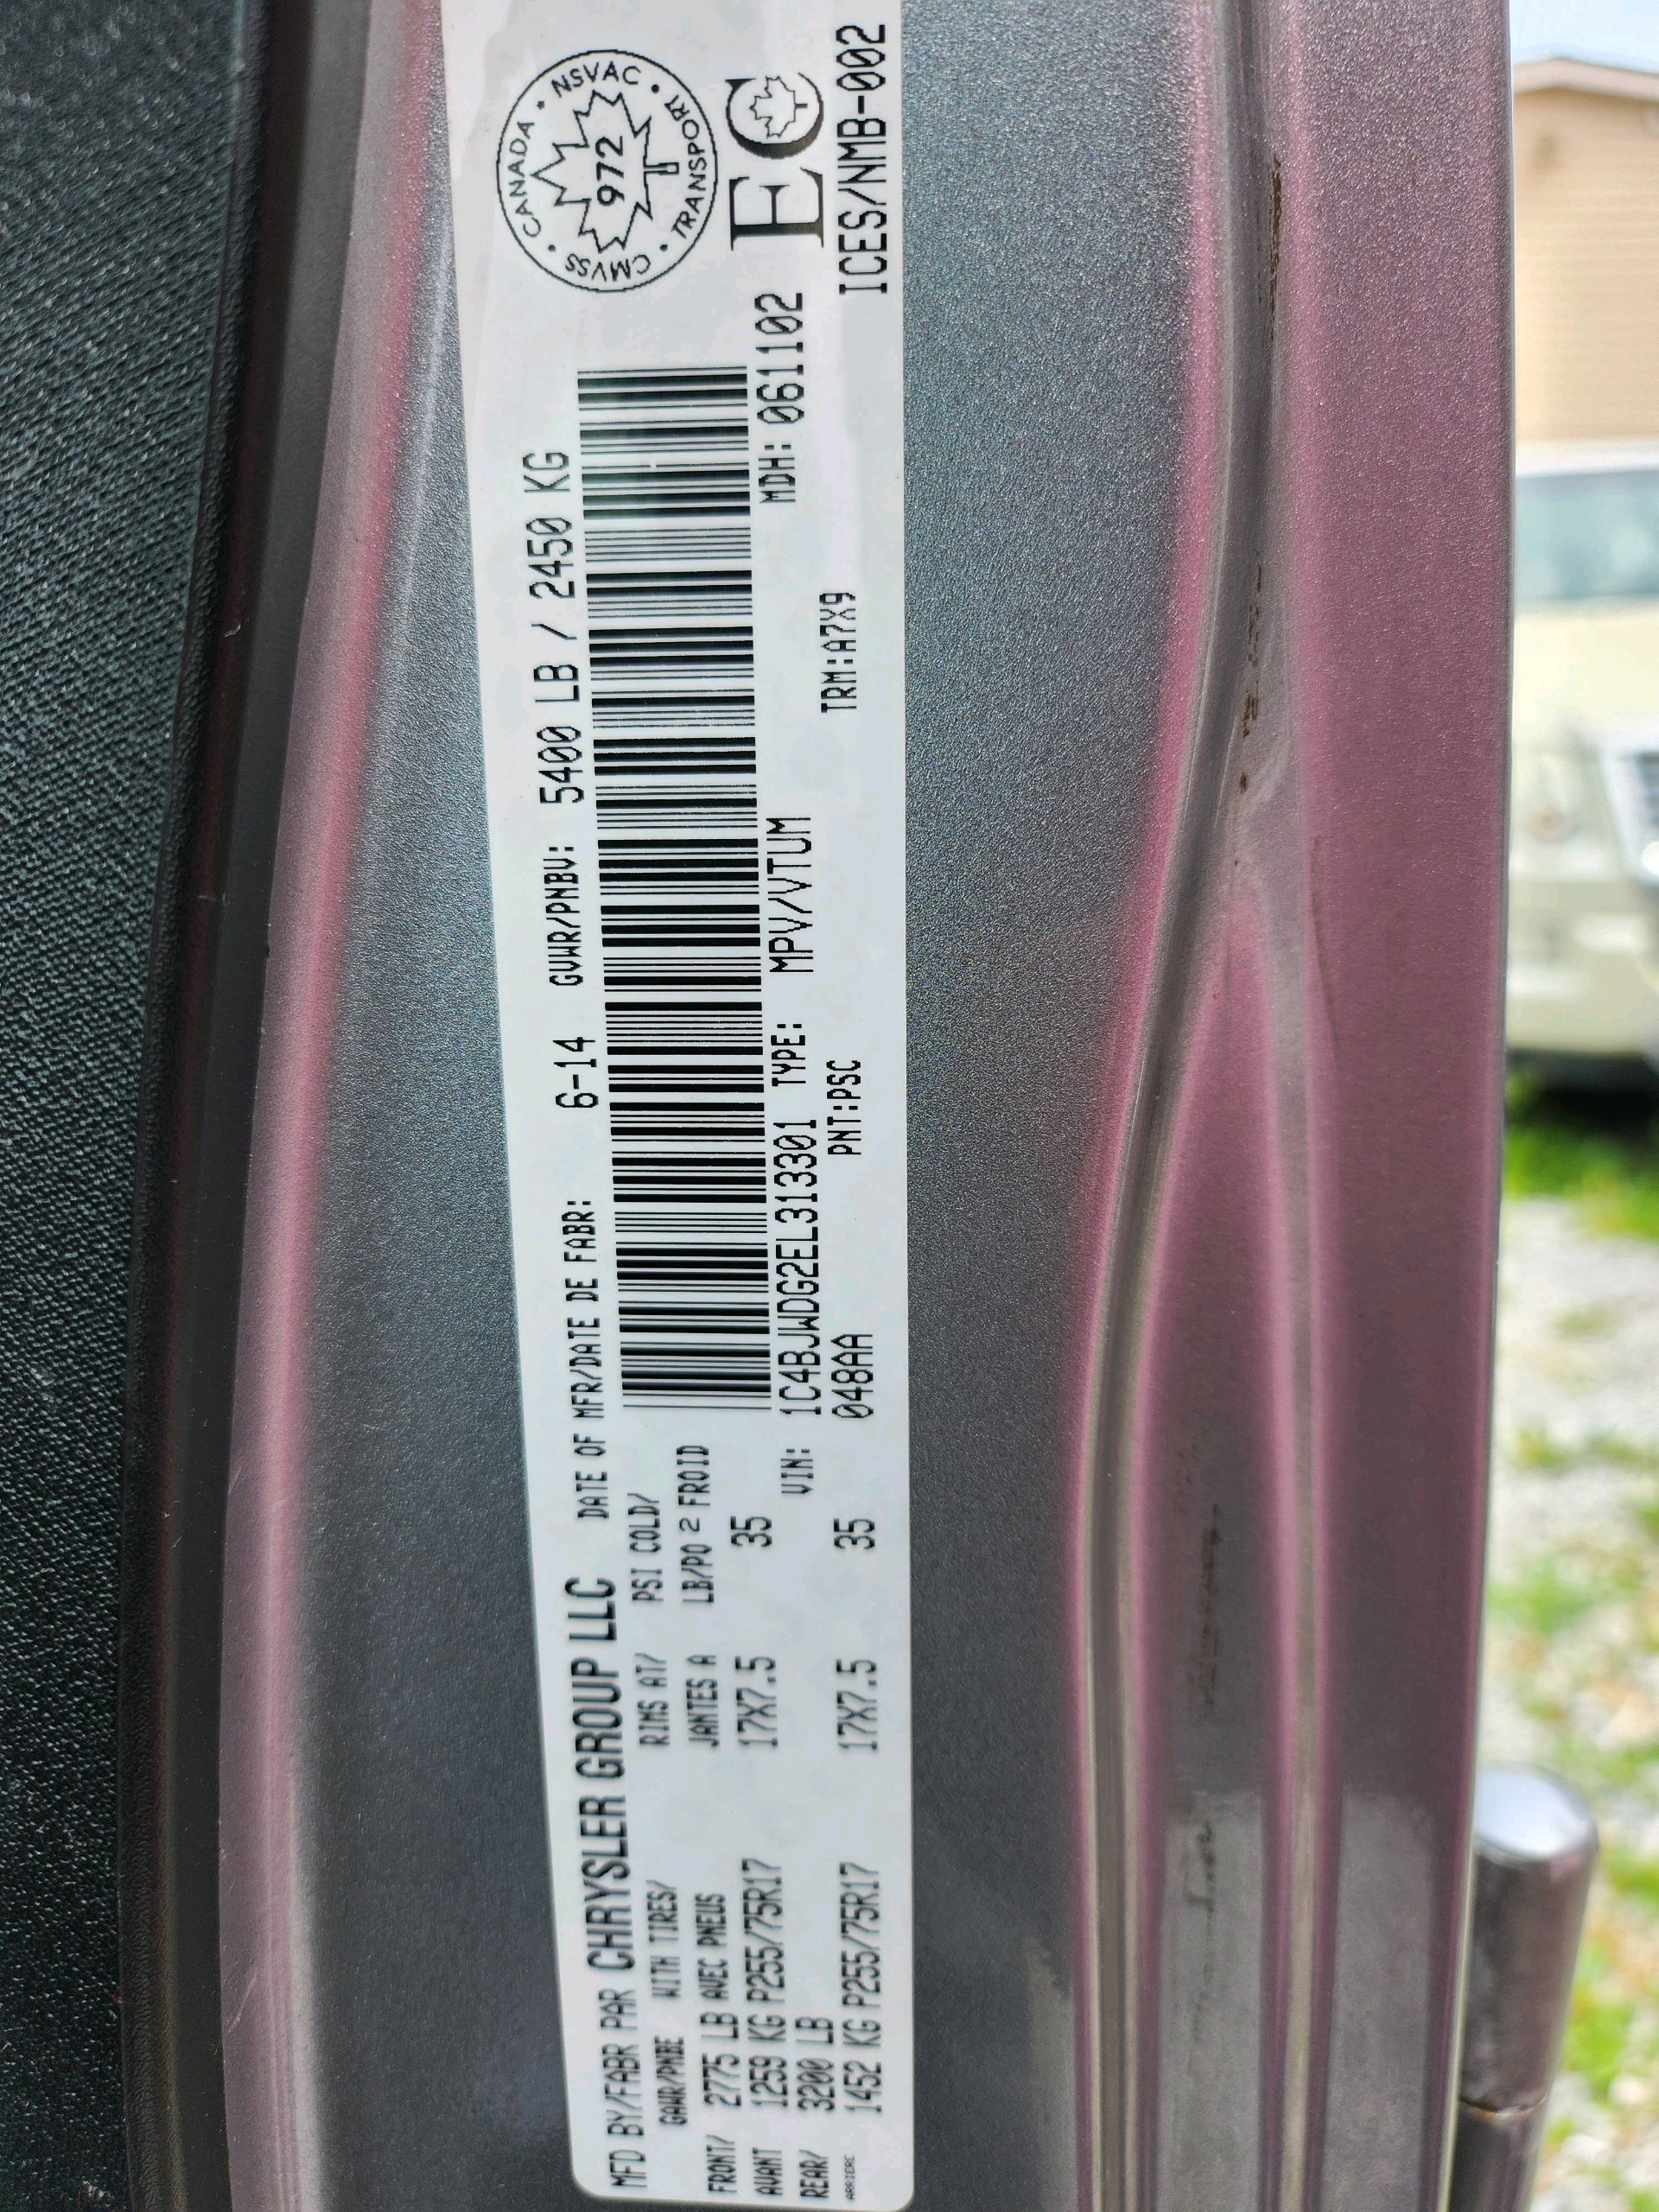 MFD BY/FABR PAR CHRYSLER GROUP LLC DATE OF MFR/DATE DE FABR: 6-14 GVWR/PNBV: 5400 LB / 2450 KG
GAWR/PNBE WITH TIRES/ RIMS AT/ PSI COLD/
FRONT/ 2775 LB AVEC PNEUS JANTES A LB/PO 2 FROID
AVANT 1259 KG P255/75R17 17X7.5 35
REAR/ 3200 LB
ARRIERE 1452 KG P255/75R17 17X7.5 35
VIN: 1C4BJWDG2EL313301 TYPE: MPV/VTUM MDH: 061102
048AA PNT:PSC TRM:A7X9
CMVSS • CANADA • NSVAC • TRANSPORT •
972
EC
ICES/NMB-002